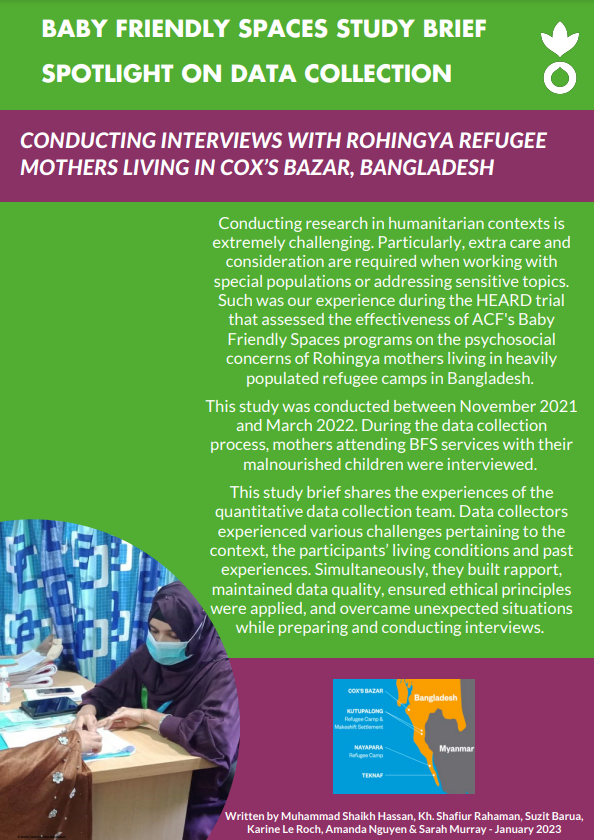 BABY FRIENDLY SPACES STUDY BRIEF
SPOTLIGHT ON DATA COLLECTION
CONDUCTING INTERVIEWS WITH ROHINGYA REFUGEE
MOTHERS LIVING IN COX'S BAZAR, BANGLADESH
Conducting research in humanitarian contexts is
extremely challenging. Particularly, extra care and
consideration are required when working with
special populations or addressing sensitive topics.
Such was our experience during the HEARD trial
that assessed the effectiveness of ACF's Baby
Friendly Spaces programs on the psychosocial
concerns of Rohingya mothers living in heavily
populated refugee camps in Bangladesh.
This study was conducted between November 2021
and March 2022. During the data collection
process, mothers attending BFS services with their
malnourished children were interviewed.
This study brief shares the experiences of the
quantitative data collection team. Data collectors
experienced various challenges pertaining to the
context, the participants' living conditions and past
experiences. Simultaneously, they built rapport,
maintained data quality, ensured ethical principles
were applied, and overcame unexpected situations
while preparing and conducting interviews.
COX'S BAZAR
Bangladesh
KUTUPALONG
Refugee Camp &
Makeshift Settlement
Myanmar
NAYAPARA
Refugee Camp
TEKNAF
Written by Muhammad Shaikh Hassan, Kh. Shafiur Rahaman, Suzit Barua,
Karine Le Roch, Amanda Nguyen & Sarah Murray - January 2023